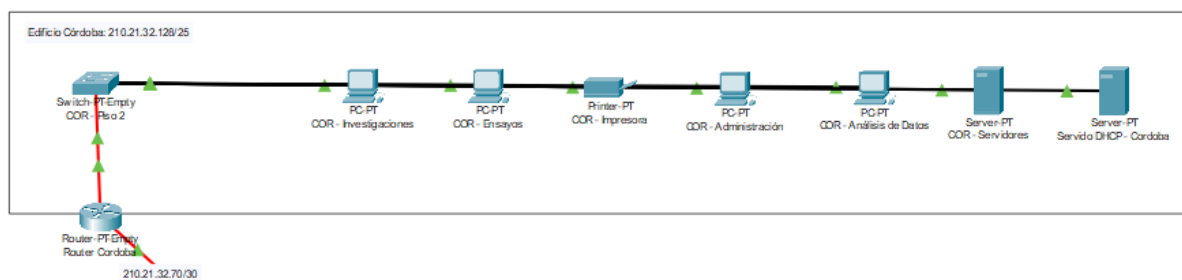 Edificio Córdoba: 210.21.32.128/25
Switch-PT-Empty
COR - Piso 2
PC-PT
COR - Investigaciones
PC-PT
COR - Ensayos
Printer-PT
COR - Impresora
PC-PT
COR - Administración
PC-PT
COR - Análisis de Datos
Server-PT
COR - Servidores
Server-PT
Servido DHCP - Cordoba
Router-PT-Empty
Router Cordoba
210.21.32.70/30